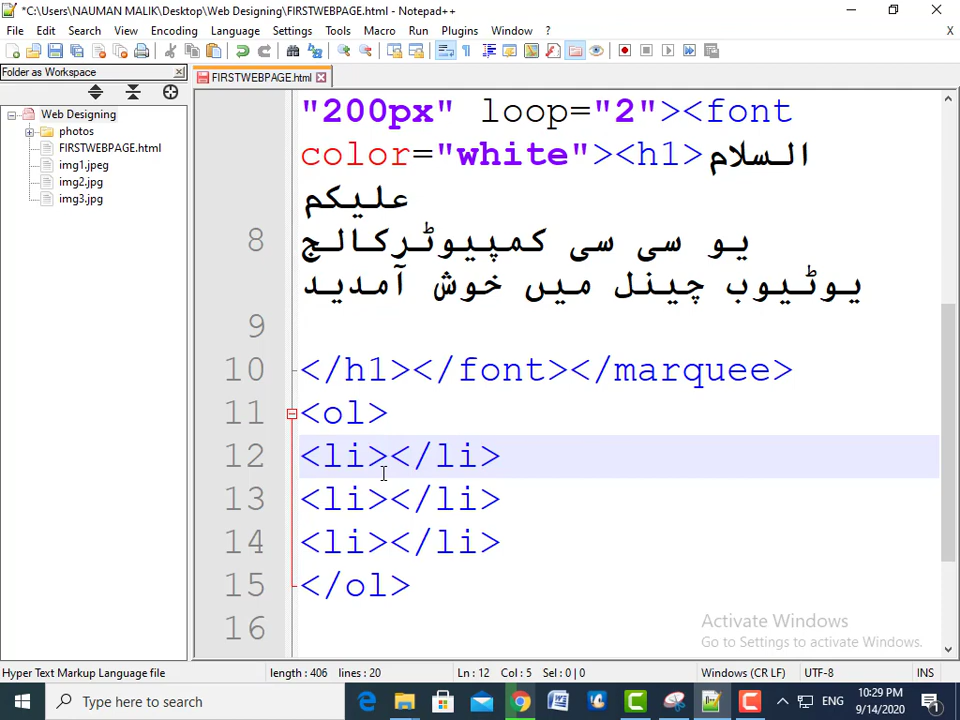 *C:\Users\NAUMAN MALIK\Desktop\Web Designing\FIRSTWEBPAGE.html - Notepad++
File Edit Search View Encoding Language Settings Tools Macro Run Plugins Window ? X
Folder as Workspace
FIRSTWEBPAGE.html
Web Designing
photos
FIRSTWEBPAGE.html
img1.jpeg
img2.jpg
img3.jpg
"200px" loop="2"><font
color="white"><h1>السلام
علیکم
8 یو سی سی کمپیوٹرکالج
یوٹیوب چینل میں خوش آمدید
9
10 </h1></font></marquee>
11 <ol>
12 <li></li>
13 <li></li>
14 <li></li>
15 </ol>
16
Activate Windows
Go to Settings to activate Windows.
Hyper Text Markup Language file length : 406 lines : 20 Ln : 12 Col : 5 Sel : 0 | 0 Windows (CR LF) UTF-8 INS
Type here to search
ENG
10:29 PM
9/14/2020
1